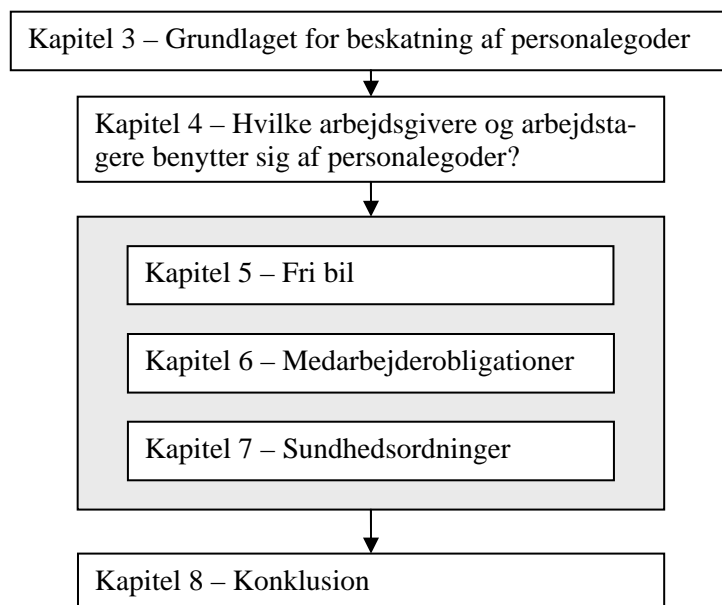 Kapitel 3 – Grundlaget for beskatning af personalegoder
Kapitel 4 – Hvilke arbejdsgivere og arbejdsta-
gere benytter sig af personalegoder?
Kapitel 5 – Fri bil
Kapitel 6 – Medarbejderobligationer
Kapitel 7 – Sundhedsordninger
Kapitel 8 – Konklusion